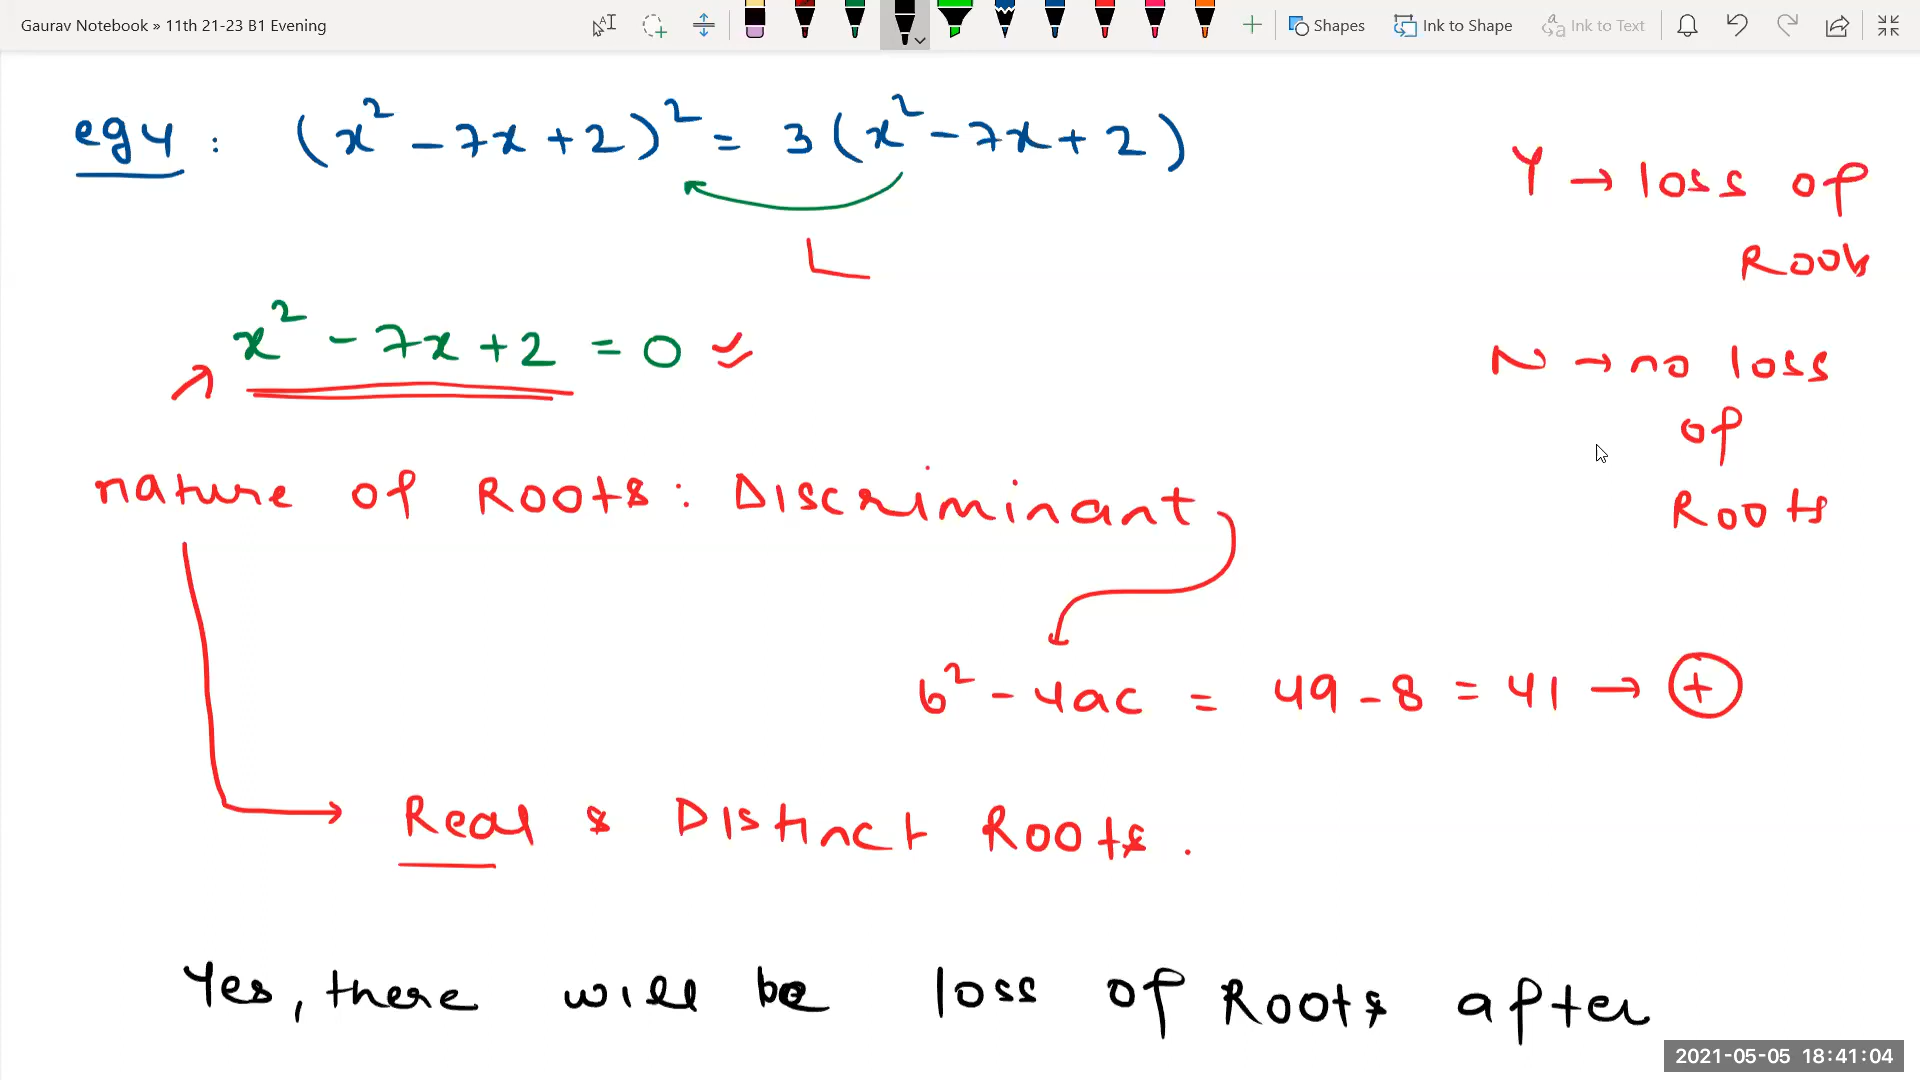 Gaurav Notebook » 11th 21-23 B1 Evening
Shapes
Ink to Shape
Ink to Text
eg 4 : (x² - 7x + 2)² = 3(x² - 7x + 2)
Y → loss of
Roots
x² - 7x + 2 = 0
N → no loss
of
Roots
nature of Roots : Discriminant
b² - 4ac = 49 - 8 = 41 → +
Real & Distinct Roots.
Yes, there will be loss of Roots after
2021-05-05 18:41:04